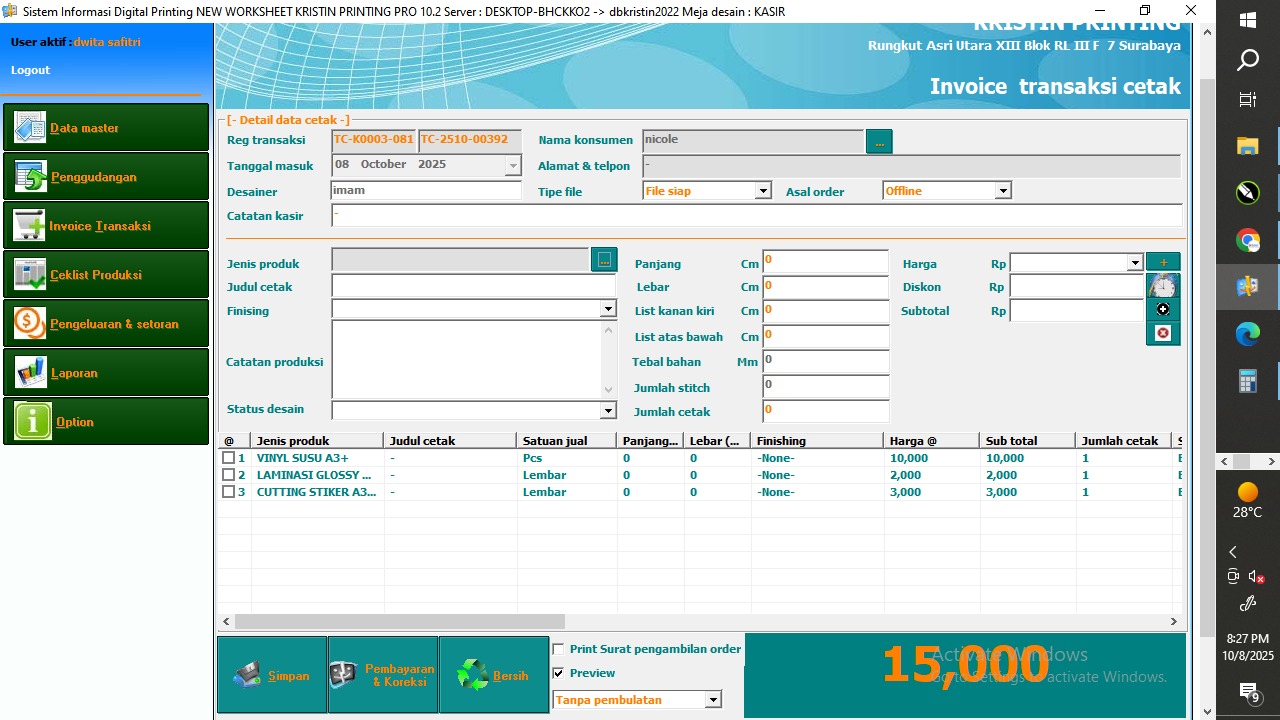 Sistem Informasi Digital Printing NEW WORKSHEET KRISTIN PRINTING PRO 10.2 Server : DESKTOP-BHCKKO2 -> dbkristin2022 Meja desain : KASIR
User aktif :dwita safitri
Logout
Data master
Penggudangan
Invoice Transaksi
Ceklist Produksi
Pengeluaran & setoran
Laporan
Option
KRISTIN PRINTING
Rungkut Asri Utara XIII Blok RL III F 7 Surabaya
Invoice transaksi cetak
[- Detail data cetak -]
Reg transaksi TC-K0003-081 TC-2510-00392 Nama konsumen nicole ...
Tanggal masuk 08 October 2025 Alamat & telpon -
Desainer imam Tipe file File siap Asal order Offline
Catatan kasir -
Jenis produk ... Panjang Cm 0 Harga Rp +
Judul cetak Lebar Cm 0 Diskon Rp
Finising List kanan kiri Cm 0 Subtotal Rp
List atas bawah Cm 0
Catatan produksi Tebal bahan Mm 0
Jumlah stitch 0
Status desain Jumlah cetak 0
@ Jenis produk Judul cetak Satuan jual Panjang... Lebar (... Finishing Harga @ Sub total Jumlah cetak
1 VINYL SUSU A3+ - Pcs 0 0 -None- 10,000 10,000 1
2 LAMINASI GLOSSY ... - Lembar 0 0 -None- 2,000 2,000 1
3 CUTTING STIKER A3... - Lembar 0 0 -None- 3,000 3,000 1
Simpan
Pembayaran & Koreksi
Bersih
Print Surat pengambilan order
Preview
Tanpa pembulatan
15,000
Activate Windows
Go to Settings to activate Windows.
28°C
8:27 PM
10/8/2025
9